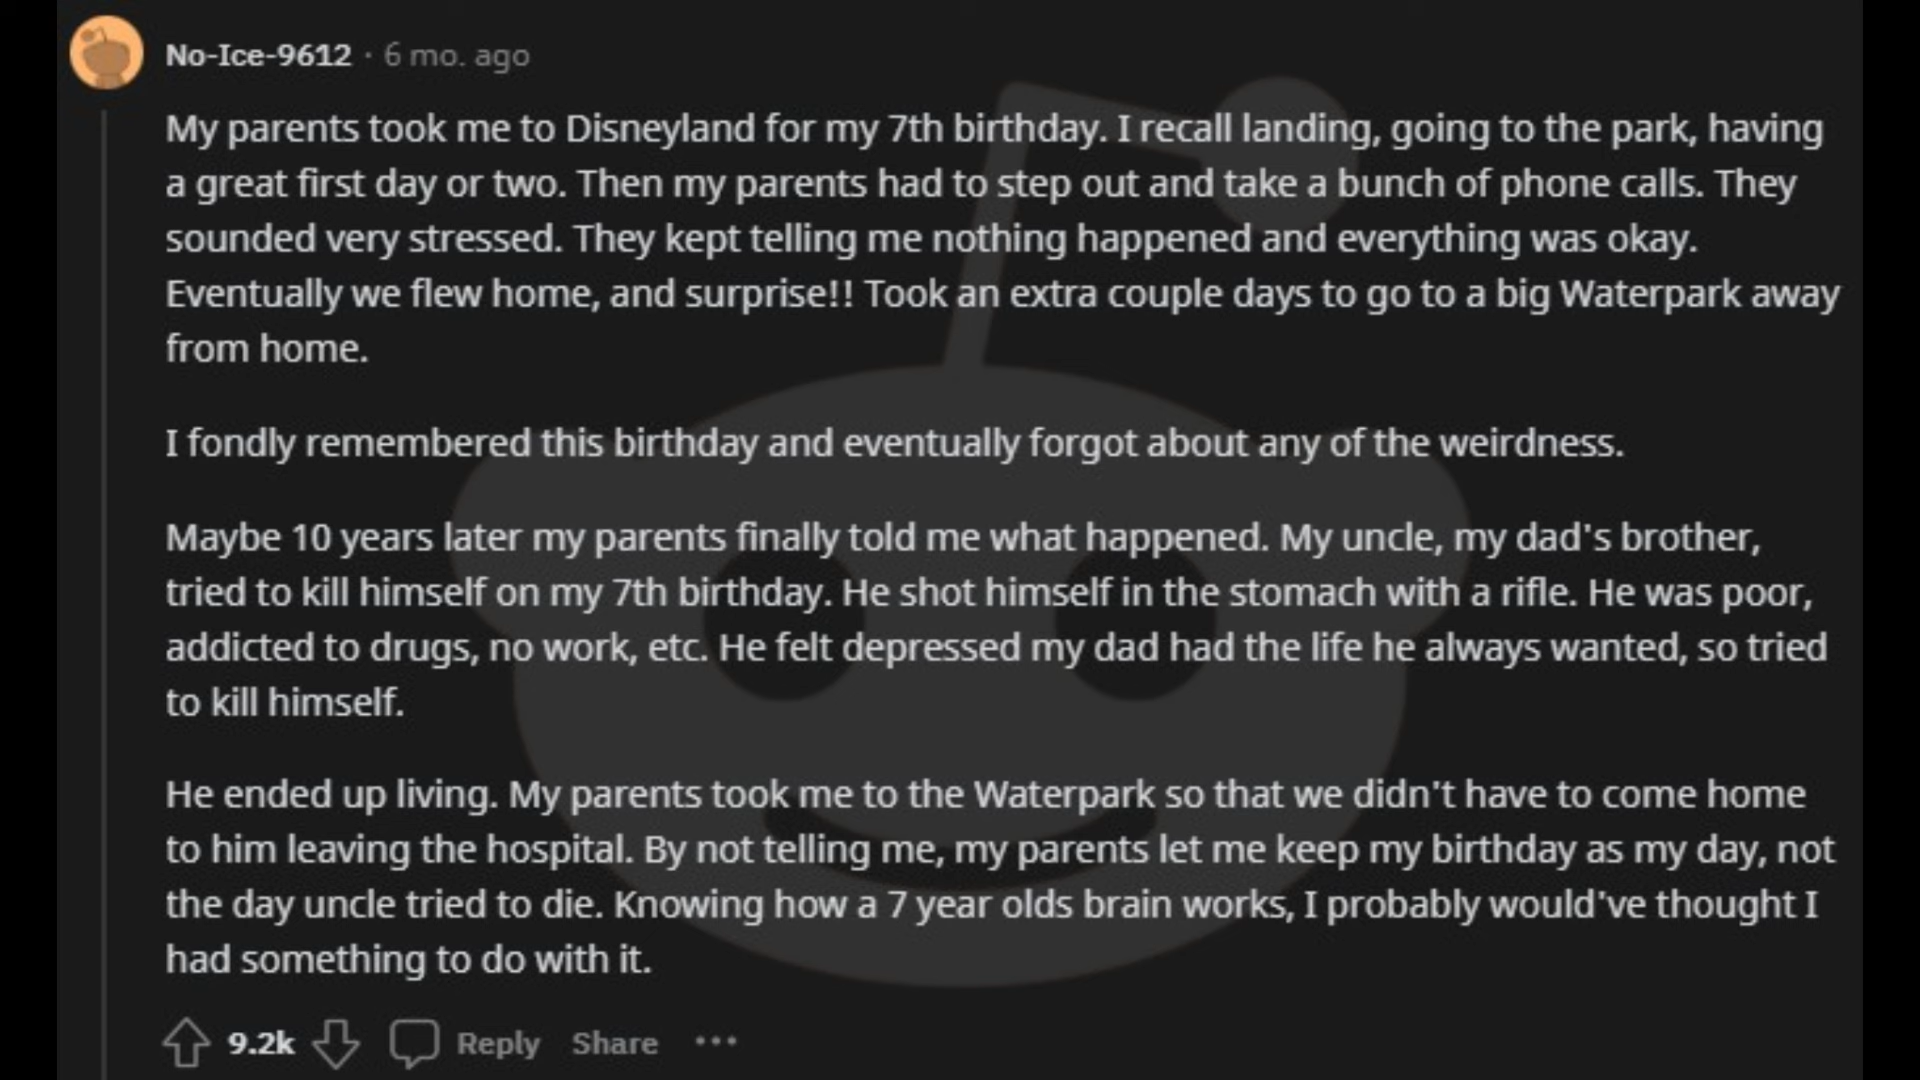 No-Ice-9612 · 6 mo. ago
My parents took me to Disneyland for my 7th birthday. I recall landing, going to the park, having
a great first day or two. Then my parents had to step out and take a bunch of phone calls. They
sounded very stressed. They kept telling me nothing happened and everything was okay.
Eventually we flew home, and surprise!! Took an extra couple days to go to a big Waterpark away
from home.
I fondly remembered this birthday and eventually forgot about any of the weirdness.
Maybe 10 years later my parents finally told me what happened. My uncle, my dad's brother,
tried to kill himself on my 7th birthday. He shot himself in the stomach with a rifle. He was poor,
addicted to drugs, no work, etc. He felt depressed my dad had the life he always wanted, so tried
to kill himself.
He ended up living. My parents took me to the Waterpark so that we didn't have to come home
to him leaving the hospital. By not telling me, my parents let me keep my birthday as my day, not
the day uncle tried to die. Knowing how a 7 year olds brain works, I probably would've thought I
had something to do with it.
9.2k Reply Share ···